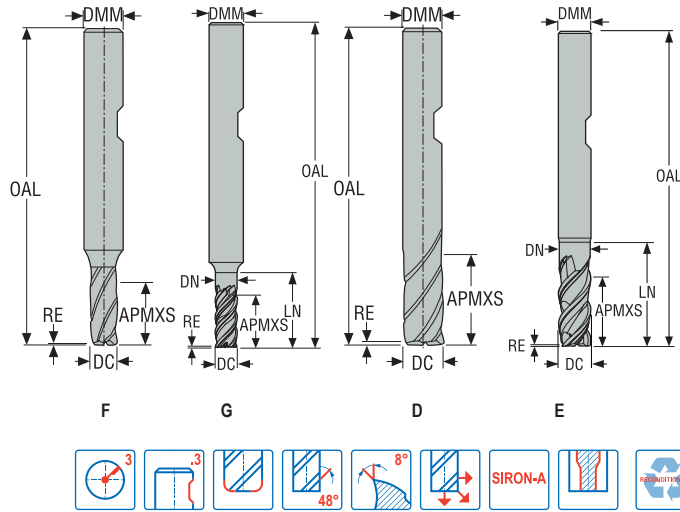 DMM
OAL
RE
APMXS
DC
F
DMM
OAL
DN
RE
APMXS
LN
DC
G
DMM
OAL
RE
APMXS
DC
D
DMM
OAL
DN
RE
APMXS
LN
DC
E
3
.3
48°
8°
SIRON-A